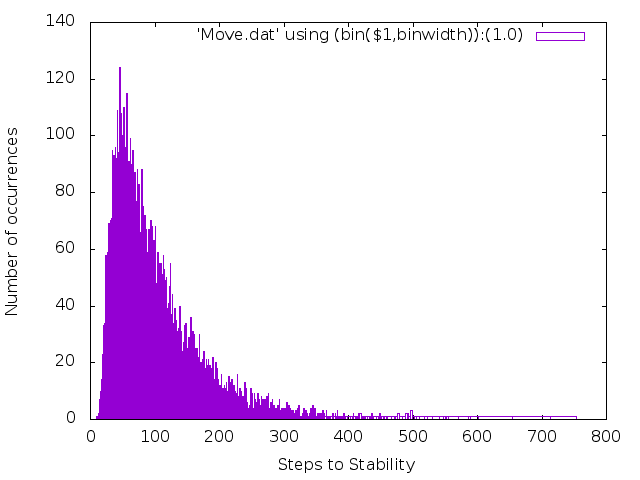 'Move.dat' using (bin($1,binwidth)):(1.0)
140
120
100
80
60
40
20
0
Number of occurrences
0 100 200 300 400 500 600 700 800
Steps to Stability